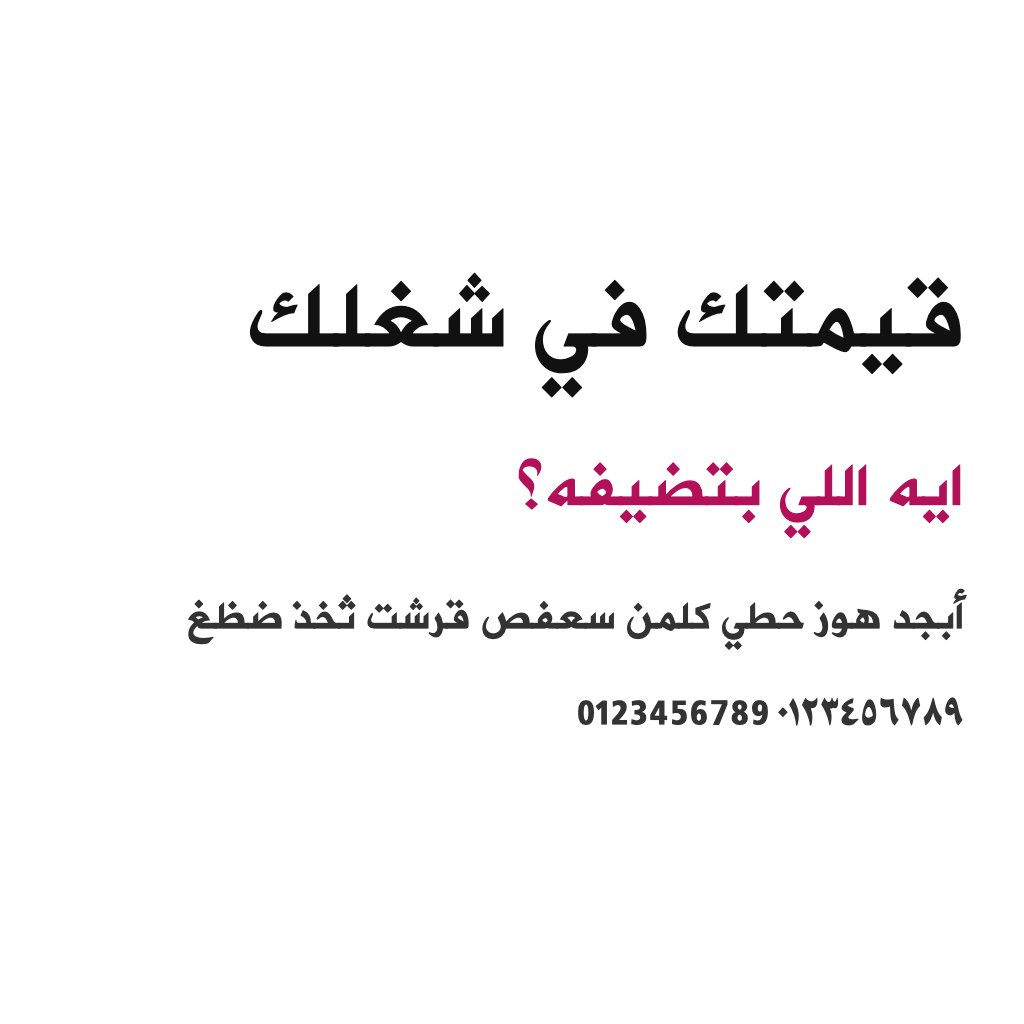 قيمتك في شغلك
ايه اللي بتضيفه؟
أبجد هوز حطي كلمن سعفص قرشت ثخذ ضظغ
٠١٢٣٤٥٦٧٨٩ 0123456789